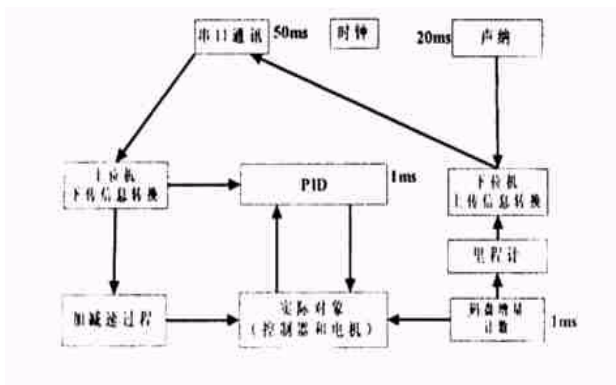 串口通讯 50ms
时钟
20ms 声纳
上位机
下传信息转换
PID
1ms
下位机
上传信息转换
里程计
加减速过程
实际对象
(控制器和电机)
码盘增量
计数
1ms